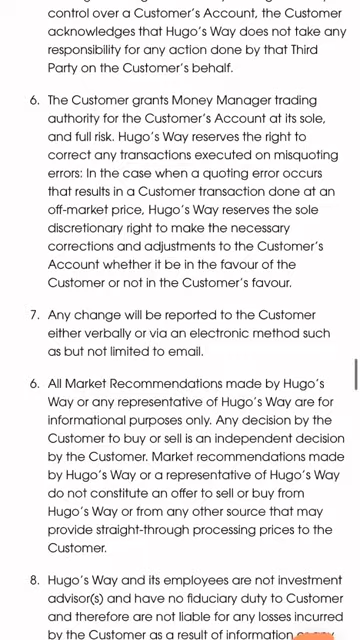 control over a Customer's Account, the Customer
acknowledges that Hugo's Way does not take any
responsibility for any action done by that Third
Party on the Customer's behalf.
6. The Customer grants Money Manager trading
authority for the Customer's Account at its sole,
and full risk. Hugo's Way reserves the right to
correct any transactions executed on misquoting
errors: In the case when a quoting error occurs
that results in a Customer transaction done at an
off-market price, Hugo's Way reserves the sole
discretionary right to make the necessary
corrections and adjustments to the Customer's
Account whether it be in the favour of the
Customer or not in the Customer's favour.
7. Any change will be reported to the Customer
either verbally or via an electronic method such
as but not limited to email.
6. All Market Recommendations made by Hugo's
Way or any representative of Hugo's Way are for
informational purposes only. Any decision by the
Customer to buy or sell is an independent decision
by the Customer. Market recommendations made
by Hugo's Way or a representative of Hugo's Way
do not constitute an offer to sell or buy from
Hugo's Way or from any other source that may
provide straight-through processing prices to the
Customer.
8. Hugo's Way and its employees are not investment
advisor(s) and have no fiduciary duty to Customer
and therefore are not liable for any losses incurred
by the Customer as a result of information